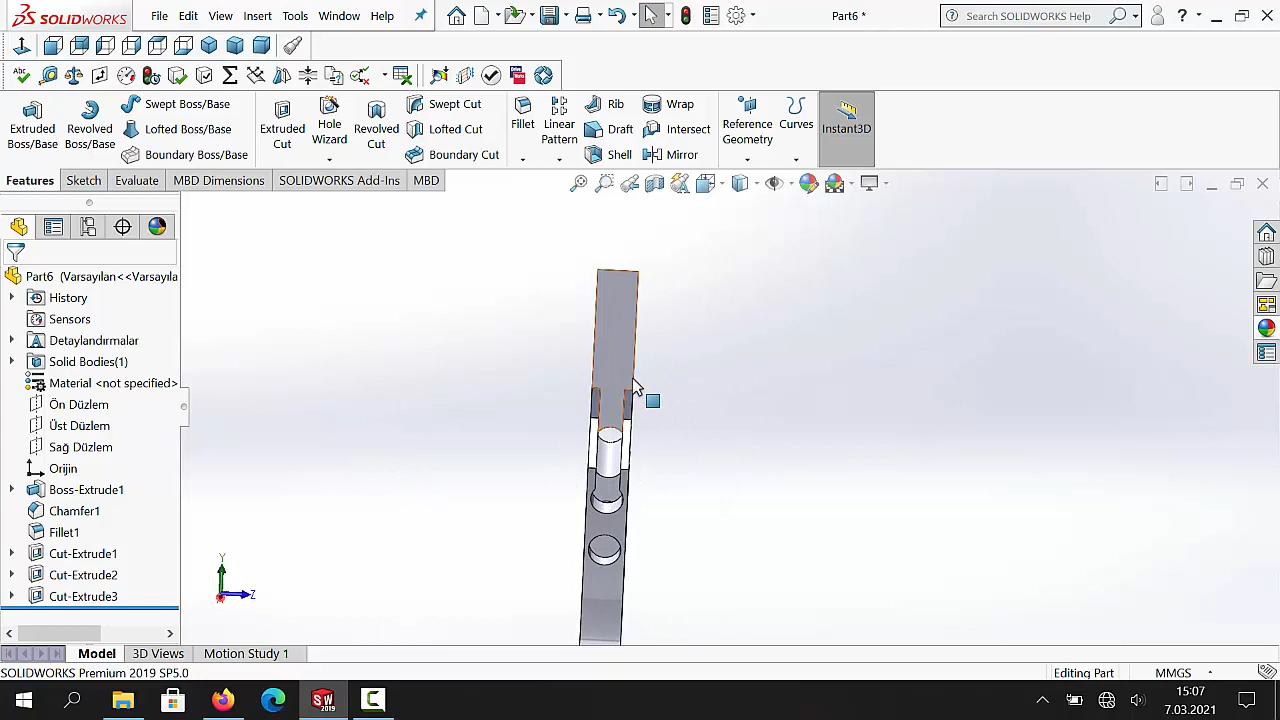 SOLIDWORKS File Edit View Insert Tools Window Help Part6 * Search SOLIDWORKS Help ?
Abc
Extruded Boss/Base
Revolved Boss/Base
Swept Boss/Base
Lofted Boss/Base
Boundary Boss/Base
Extruded Cut
Hole Wizard
Revolved Cut
Swept Cut
Lofted Cut
Boundary Cut
Fillet
Linear Pattern
Rib
Draft
Shell
Wrap
Intersect
Mirror
Reference Geometry
Curves
Instant3D
Features Sketch Evaluate MBD Dimensions SOLIDWORKS Add-Ins MBD
Part6 (Varsayılan<<Varsayıla
History
Sensors
Detaylandırmalar
Solid Bodies(1)
Material <not specified>
Ön Düzlem
Üst Düzlem
Sağ Düzlem
Orijin
Boss-Extrude1
Chamfer1
Fillet1
Cut-Extrude1
Cut-Extrude2
Cut-Extrude3
Y
Z
Model 3D Views Motion Study 1
SOLIDWORKS Premium 2019 SP5.0 Editing Part MMGS
SW 2019
15:07
7.03.2021